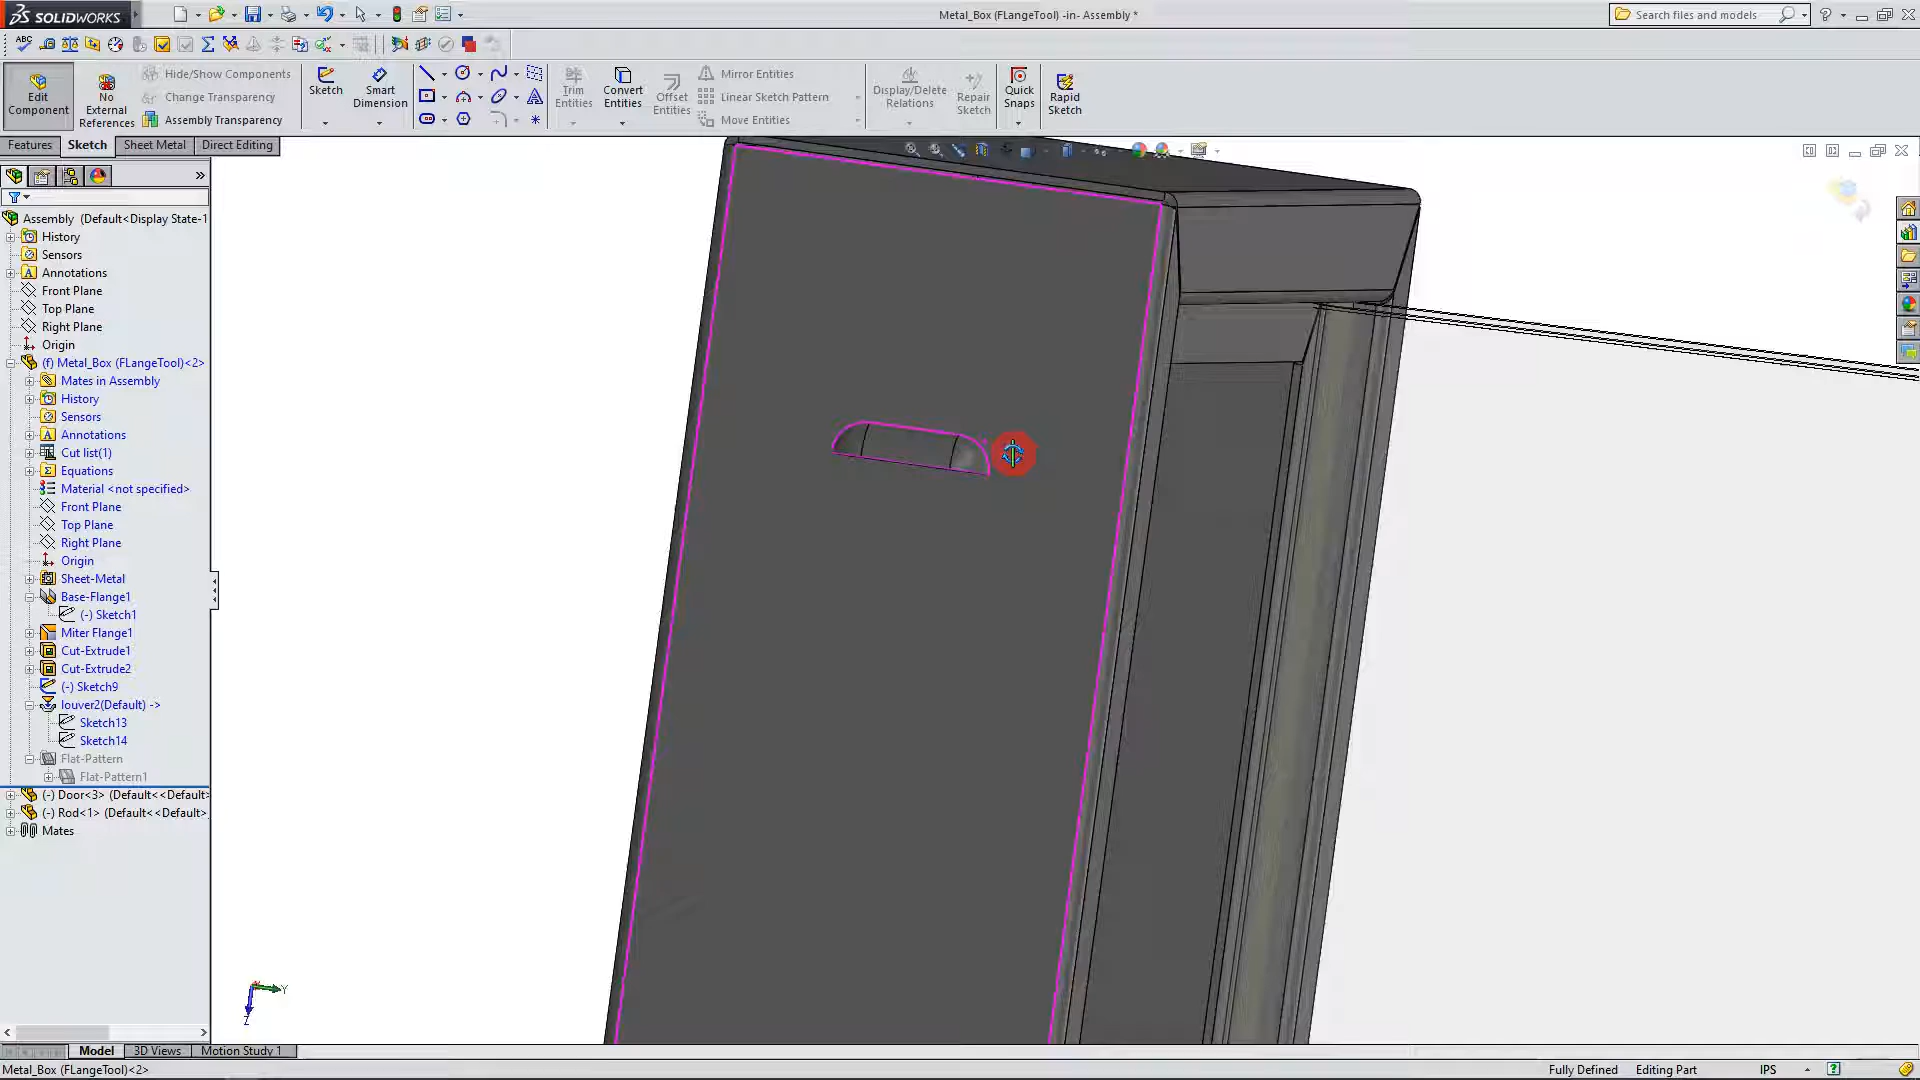 SOLIDWORKS
Metal_Box (FLangeTool) -in- Assembly *
Search files and models
ABC
Edit Component
No External References
Hide/Show Components
Change Transparency
Assembly Transparency
Sketch
Smart Dimension
Trim Entities
Convert Entities
Offset Entities
Mirror Entities
Linear Sketch Pattern
Move Entities
Display/Delete Relations
Repair Sketch
Quick Snaps
Rapid Sketch
Features
Sketch
Sheet Metal
Direct Editing
Assembly (Default<Display State-1
History
Sensors
Annotations
Front Plane
Top Plane
Right Plane
Origin
(f) Metal_Box (FLangeTool)<2>
Mates in Assembly
History
Sensors
Annotations
Cut list(1)
Equations
Material <not specified>
Front Plane
Top Plane
Right Plane
Origin
Sheet-Metal
Base-Flange1
(-) Sketch1
Miter Flange1
Cut-Extrude1
Cut-Extrude2
(-) Sketch9
louver2(Default) ->
Sketch13
Sketch14
Flat-Pattern
Flat-Pattern1
(-) Door<3> (Default<<Default>
(-) Rod<1> (Default<<Default>
Mates
Y
Z
Model
3D Views
Motion Study 1
Metal_Box (FLangeTool)<2>
Fully Defined
Editing Part
IPS